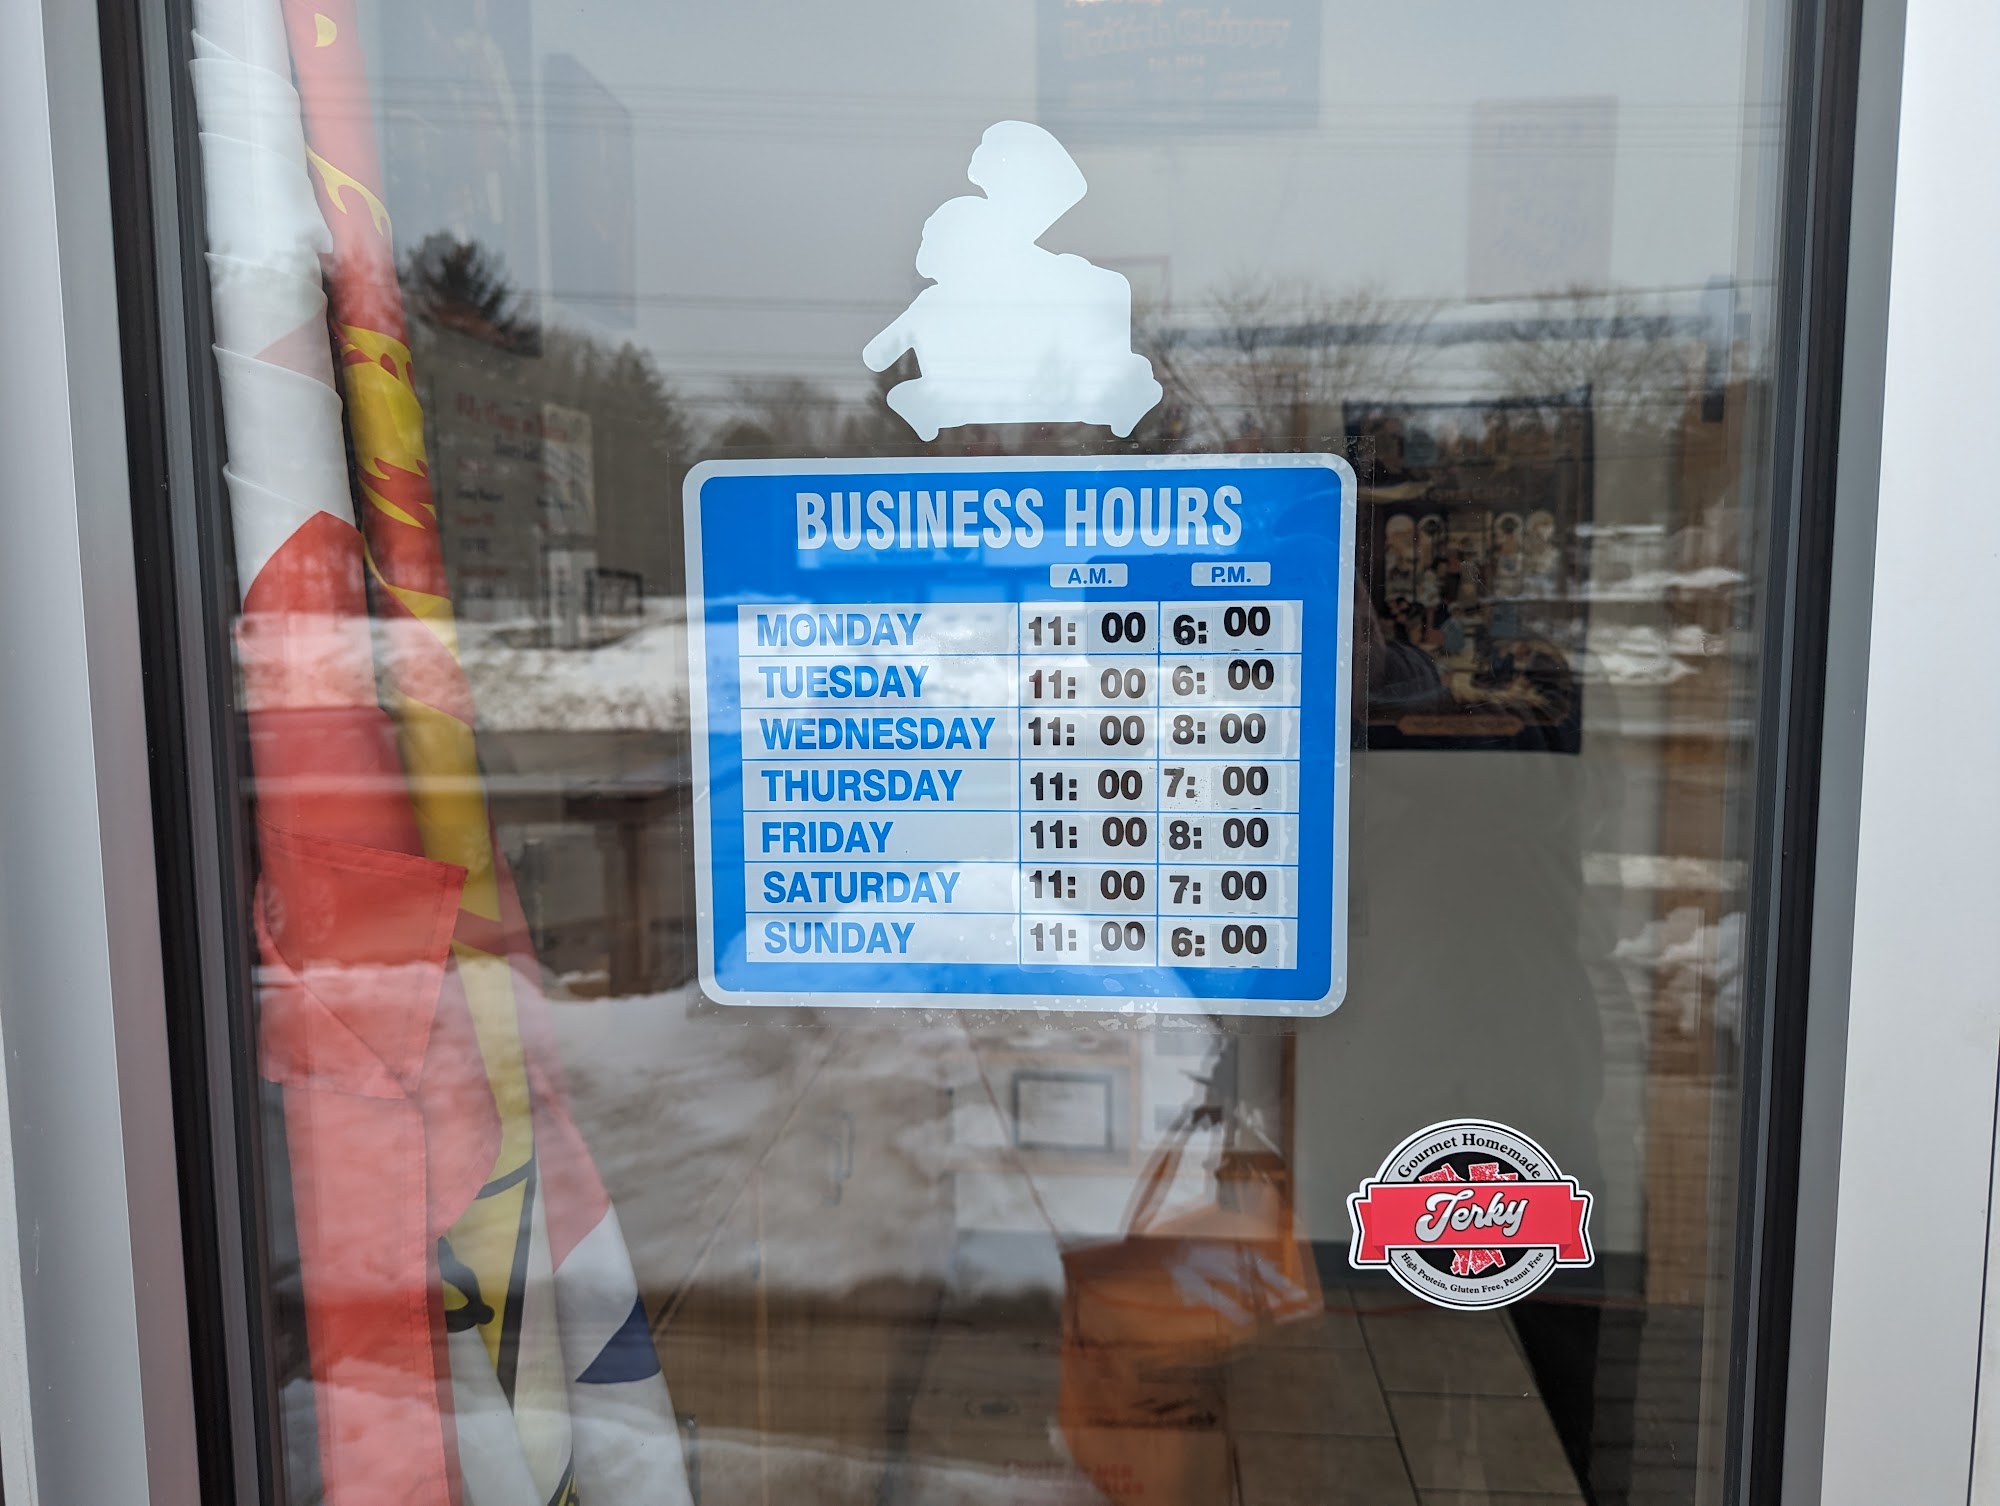 BUSINESS HOURS
A.M. P.M.
MONDAY 11: 00 6: 00
TUESDAY 11: 00 6: 00
WEDNESDAY 11: 00 8: 00
THURSDAY 11: 00 7: 00
FRIDAY 11: 00 8: 00
SATURDAY 11: 00 7: 00
SUNDAY 11: 00 6: 00
Gourmet Homemade
Jerky
High Protein, Gluten Free, Peanut Free